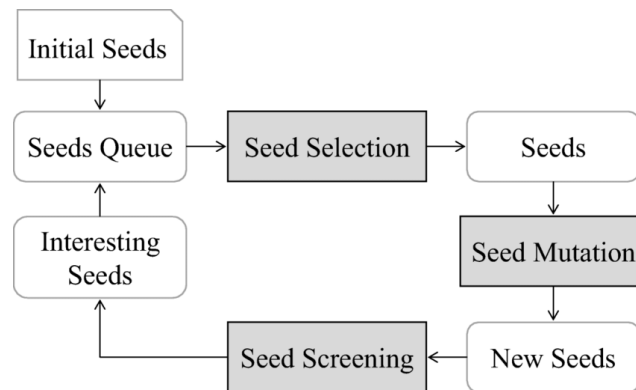 Initial Seeds
Seeds Queue
Seed Selection
Seeds
Interesting
Seeds
Seed Mutation
Seed Screening
New Seeds